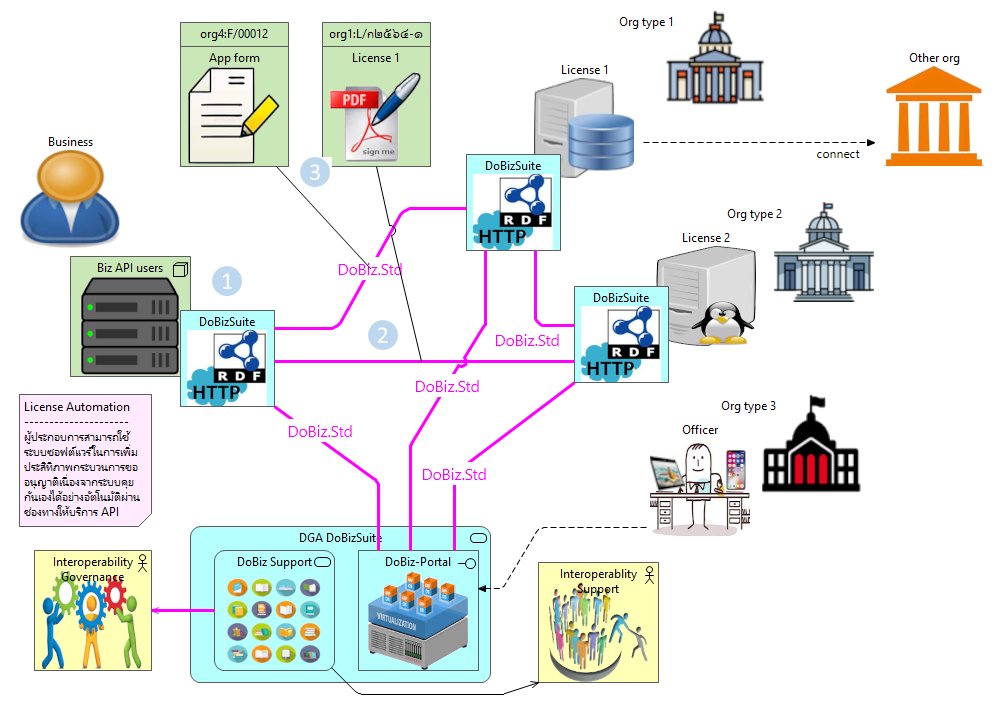 Org type 1
org4:F/00012
org1:L/ก๒๕๖๔-๑
App form
License 1
License 1
Other org
PDF
sign me
connect
Business
3
DoBizSuite
RDF
HTTP
Org type 2
License 2
Biz API users
1
DoBiz.Std
DoBizSuite
RDF
HTTP
2
DoBiz.Std
DoBizSuite
RDF
HTTP
DoBiz.Std
License Automation
---------------------
ผู้ประกอบการสามารถใช้
ระบบซอฟต์แวร์ในการเพิ่ม
ประสิทิภาพกระบวนการขอ
อนุญาติเนื่องจากระบบคุย
กันเองได้อย่างอัตโนมัติผ่าน
ช่องทางให้บริการ API
DoBiz.Std
DoBiz.Std
Org type 3
Officer
DGA DoBizSuite
Interoperability
Governance
DoBiz Support
DoBiz-Portal
VIRTUALIZATION
Interoperablity
Support